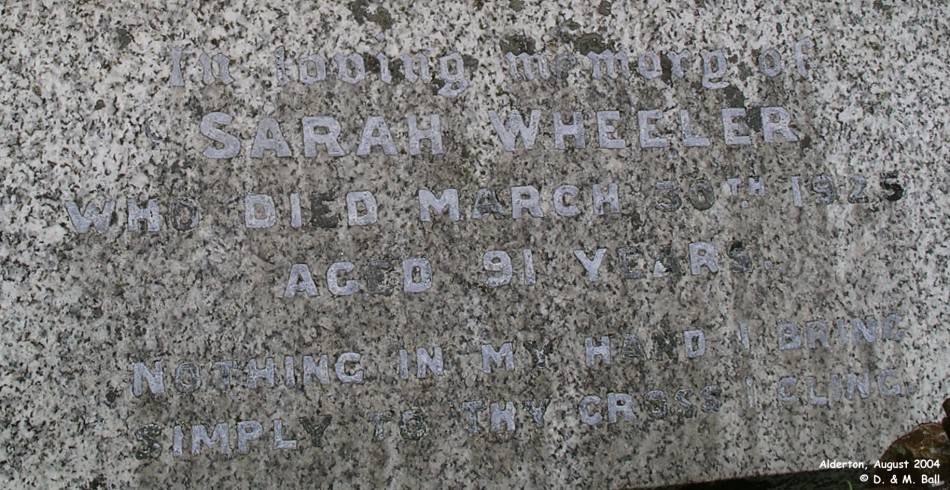 In loving memory of
SARAH WHEELER
WHO DIED MARCH 30TH 1925
AGED 91 YEARS.
NOTHING IN MY HAND I BRING
SIMPLY TO THY CROSS I CLING.
Alderton, August 2004
© D. & M. Ball